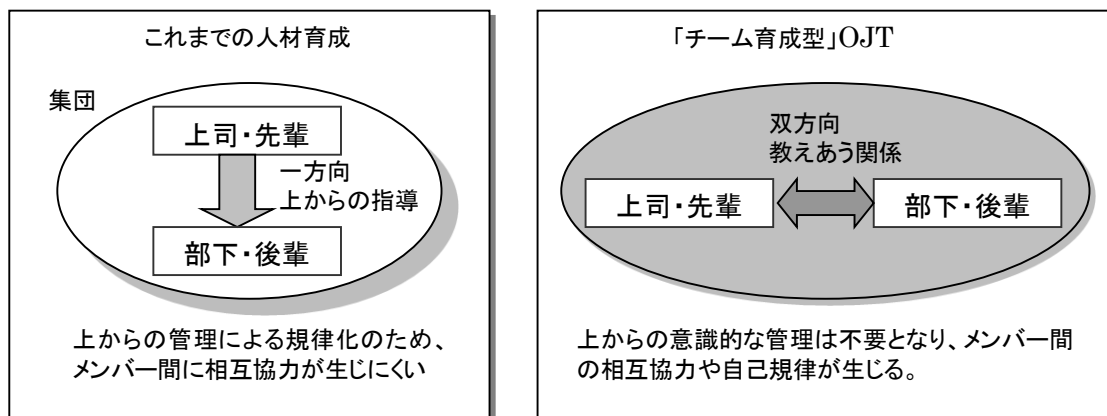 これまでの人材育成
集団
上司・先輩
一方向
上からの指導
部下・後輩
上からの管理による規律化のため、
メンバー間に相互協力が生じにくい
「チーム育成型」OJT
双方向
教えあう関係
上司・先輩
部下・後輩
上からの意識的な管理は不要となり、メンバー間
の相互協力や自己規律が生じる。